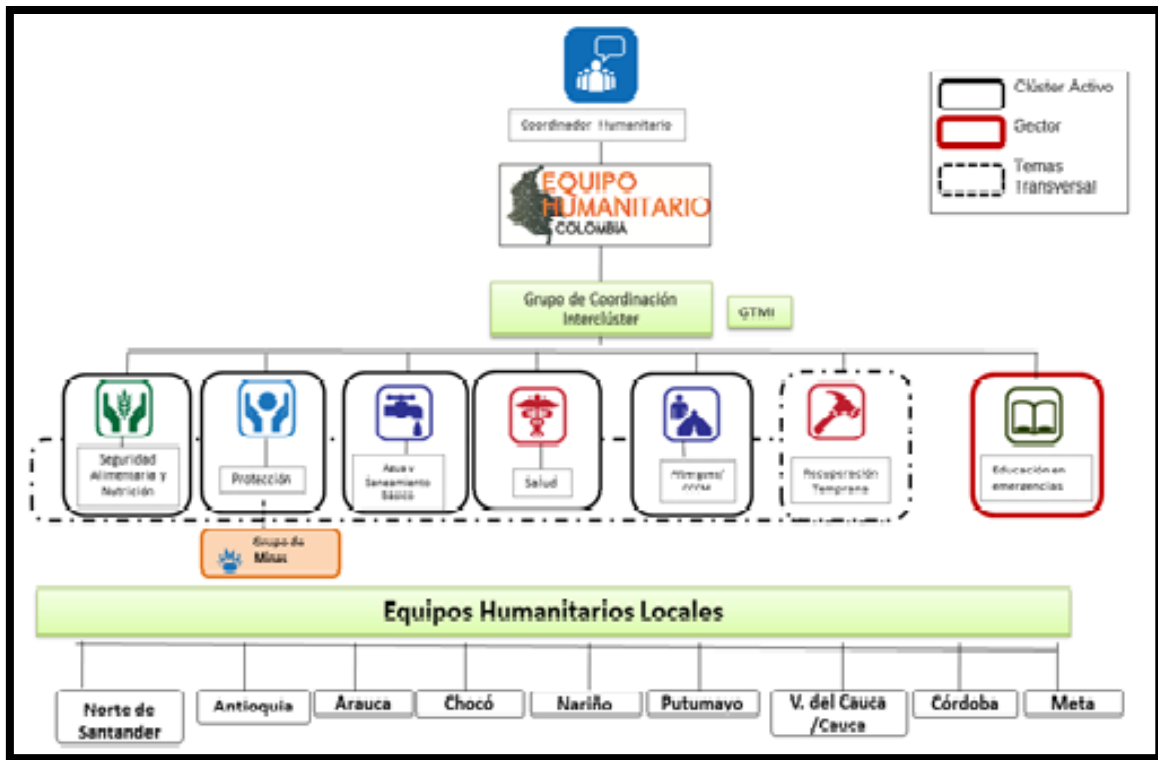 Coordinador Humanitario
Clúster Activo
Sector
Temas
Transversal
EQUIPO
HUMANITARIO
COLOMBIA
Grupo de Coordinación
Interclúster
GTMI
Seguridad
Alimentaria y
Nutrición
Protección
Agua y
Saneamiento
Básico
Salud
Albergues/
Recuperación
Temprana
Educación en
emergencias
Grupo de
Minas
Equipos Humanitarios Locales
Norte de
Santander
Antioquia
Arauca
Chocó
Nariño
Putumayo
V. del Cauca
/Cauca
Córdoba
Meta